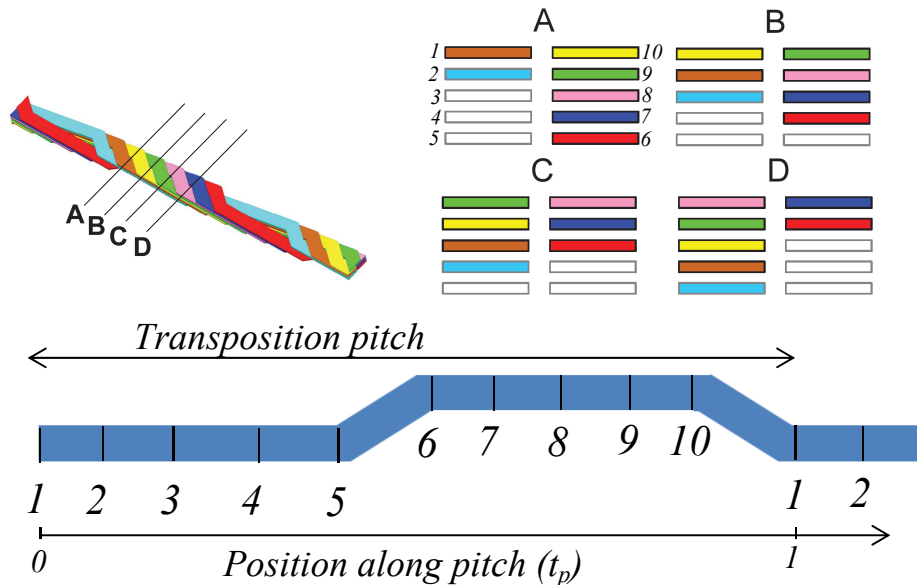 A B
1 10
2 9
3 8
4 7
5 6
A
B
C
D
C D
Transposition pitch
1 2 3 4 5 6 7 8 9 10 1 2
0 1
Position along pitch (tp)